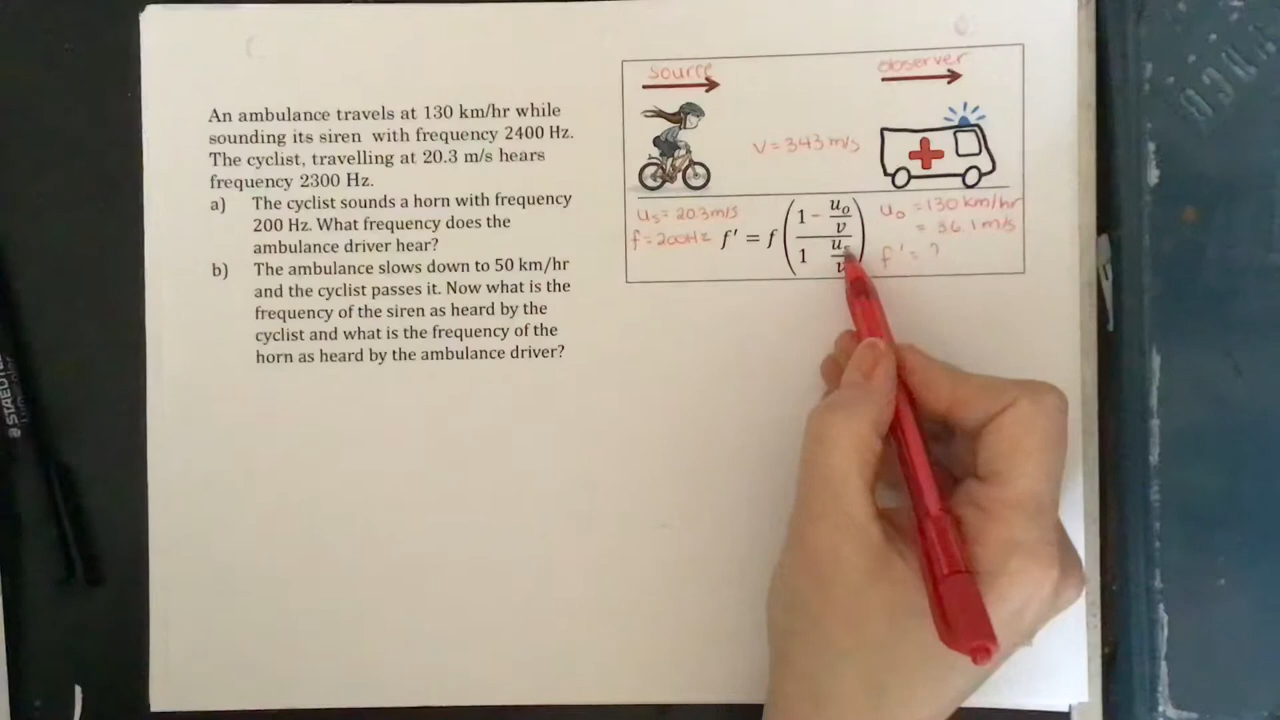 An ambulance travels at 130 km/hr while
sounding its siren with frequency 2400 Hz.
The cyclist, travelling at 20.3 m/s hears
frequency 2300 Hz.
a) The cyclist sounds a horn with frequency
200 Hz. What frequency does the
ambulance driver hear?
b) The ambulance slows down to 50 km/hr
and the cyclist passes it. Now what is the
frequency of the siren as heard by the
cyclist and what is the frequency of the
horn as heard by the ambulance driver?
source
observer
v = 343 m/s
us = 20.3 m/s
f = 200Hz
f' = f
1 - uo/v
1 us/v
uo = 130 km/hr
= 36.1 m/s
f' = ?